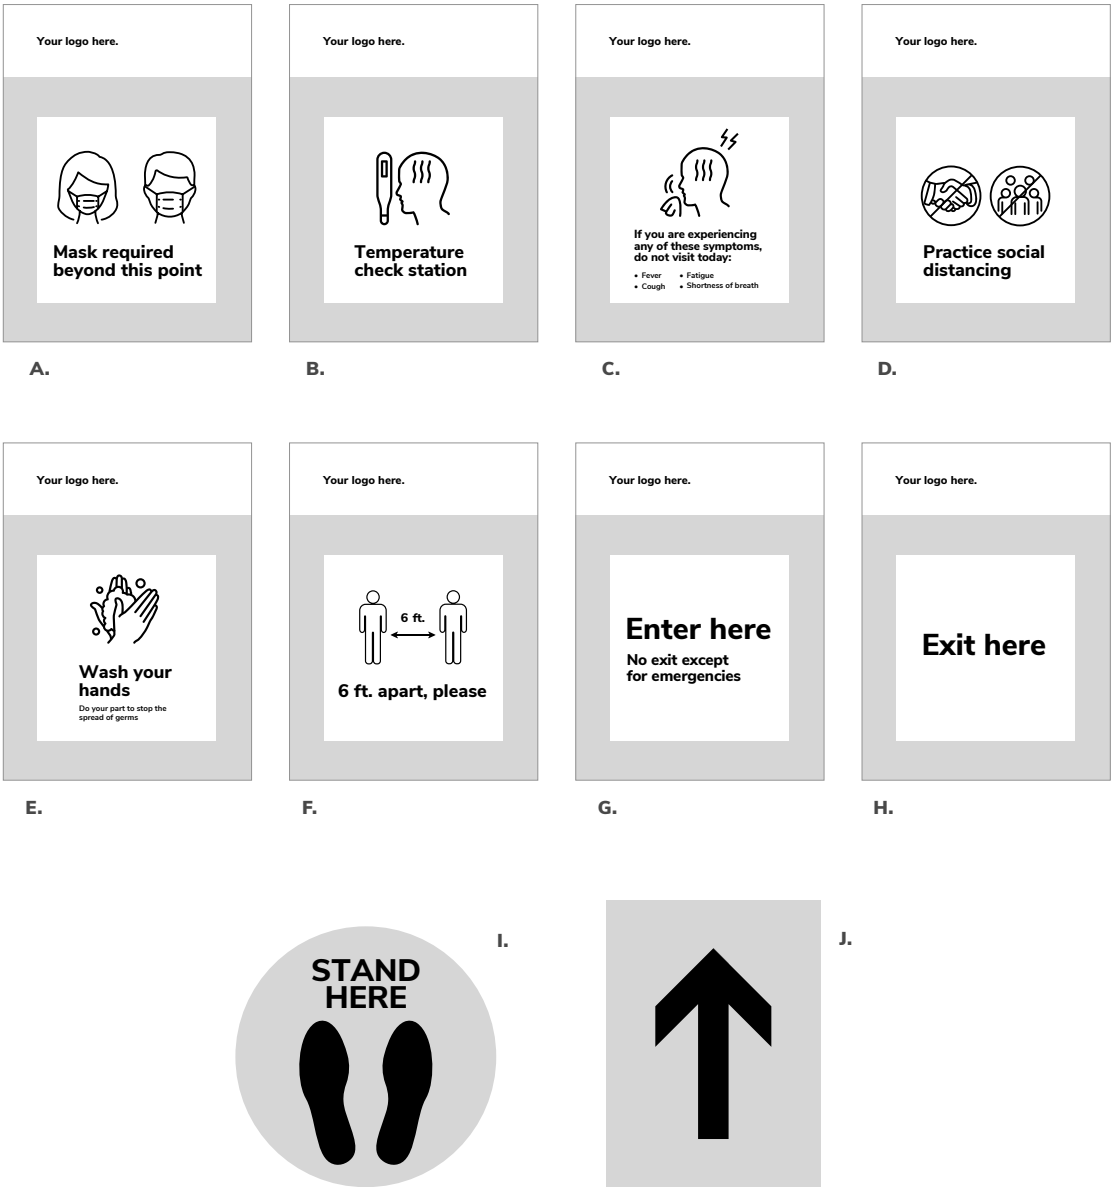 Your logo here.
Mask required
beyond this point
A.
Your logo here.
Temperature
check station
B.
Your logo here.
If you are experiencing
any of these symptoms,
do not visit today:
• Fever • Fatigue
• Cough • Shortness of breath
C.
Your logo here.
Practice social
distancing
D.
Your logo here.
Wash your
hands
Do your part to stop the
spread of germs
E.
Your logo here.
6 ft.
6 ft. apart, please
F.
Your logo here.
Enter here
No exit except
for emergencies
G.
Your logo here.
Exit here
H.
STAND
HERE
I.
J.